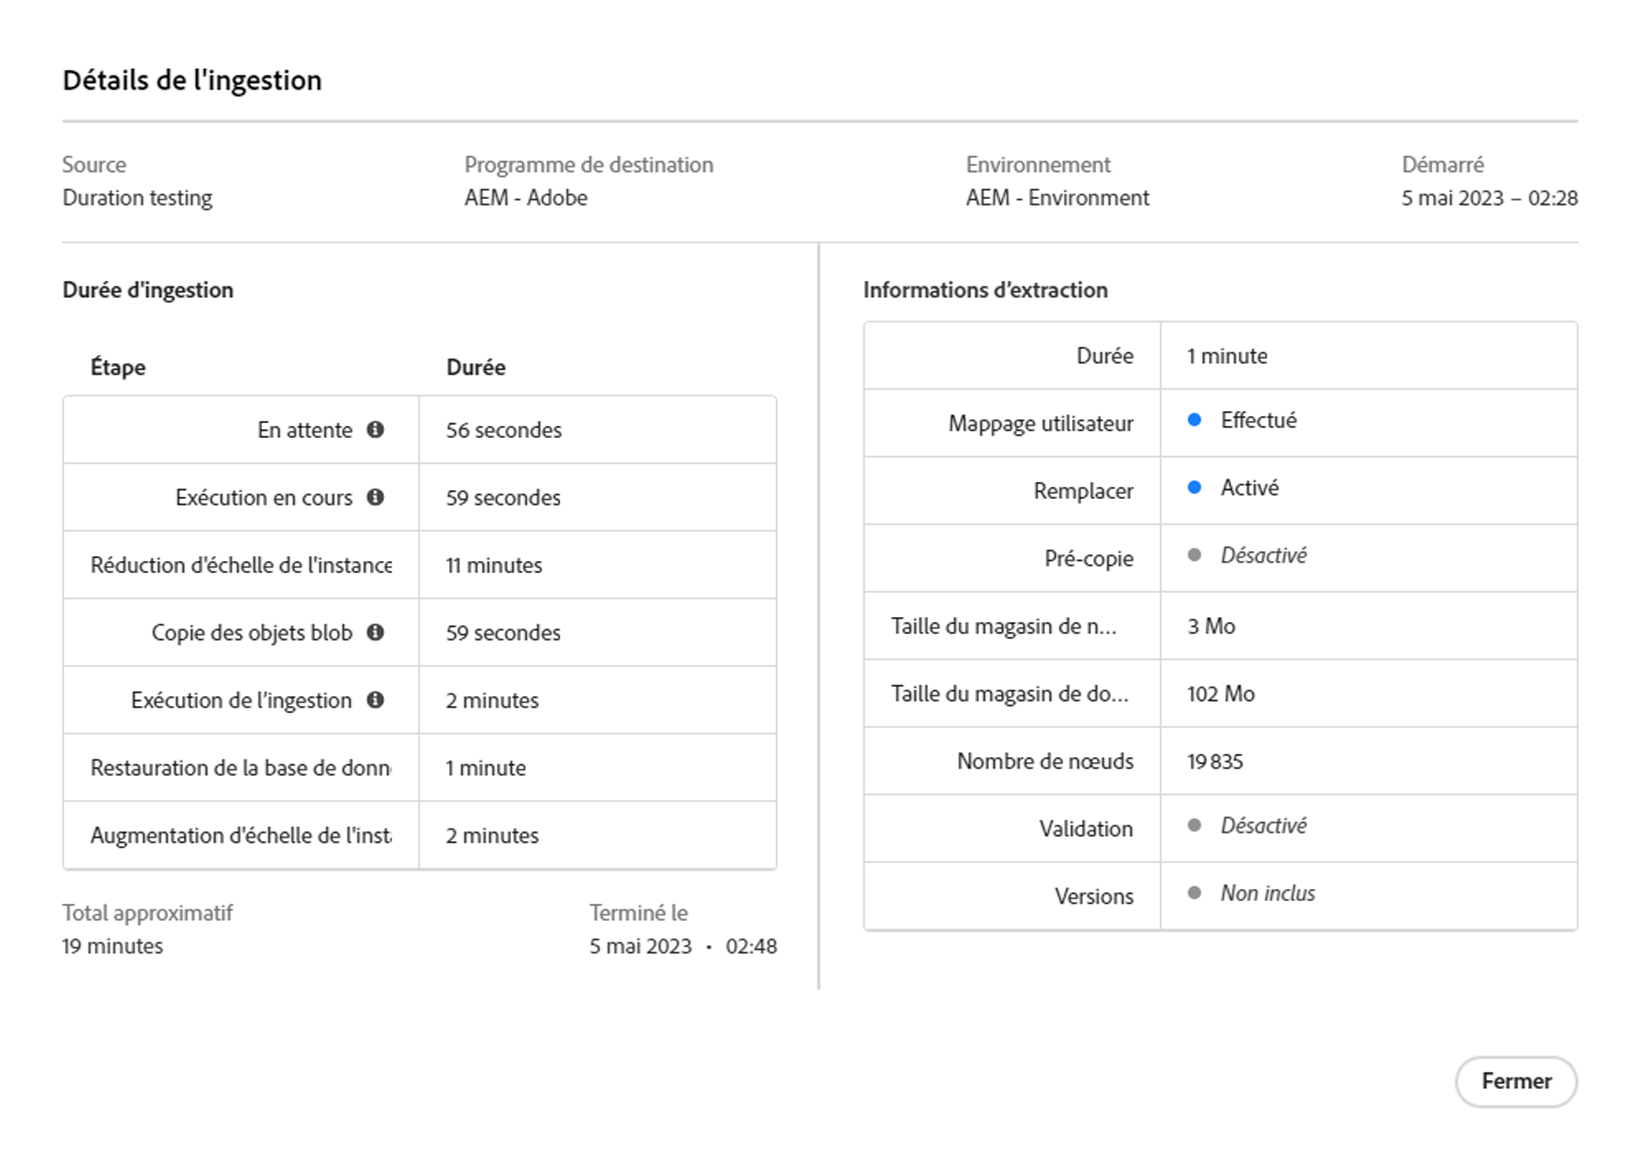 Détails de l'ingestion
Source
Duration testing
Programme de destination
AEM - Adobe
Environnement
AEM - Environment
Démarré
5 mai 2023 – 02:28
Durée d'ingestion
Étape Durée
En attente 56 secondes
Exécution en cours 59 secondes
Réduction d'échelle de l'instance 11 minutes
Copie des objets blob 59 secondes
Exécution de l’ingestion 2 minutes
Restauration de la base de donn 1 minute
Augmentation d'échelle de l'inst 2 minutes
Total approximatif
19 minutes
Terminé le
5 mai 2023 • 02:48
Informations d’extraction
Durée 1 minute
Mappage utilisateur Effectué
Remplacer Activé
Pré-copie Désactivé
Taille du magasin de n... 3 Mo
Taille du magasin de do... 102 Mo
Nombre de nœuds 19 835
Validation Désactivé
Versions Non inclus
Fermer